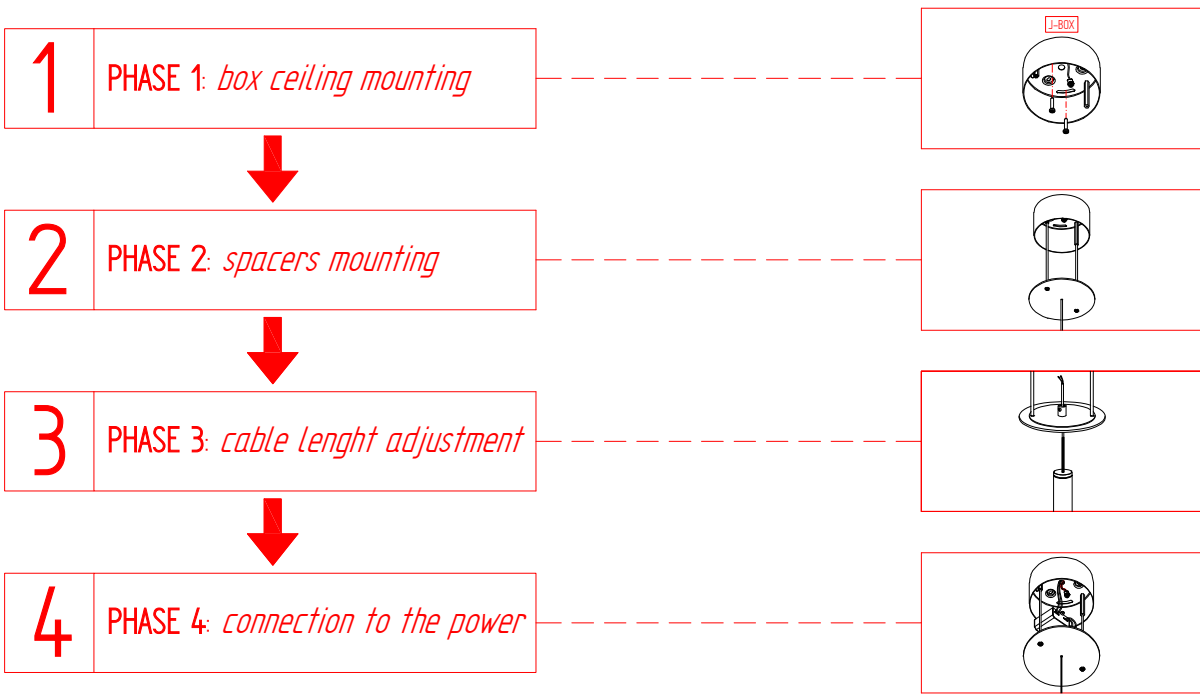 J-BOX
1
PHASE 1: box ceiling mounting
2
PHASE 2: spacers mounting
3
PHASE 3: cable lenght adjustment
4
PHASE 4: connection to the power